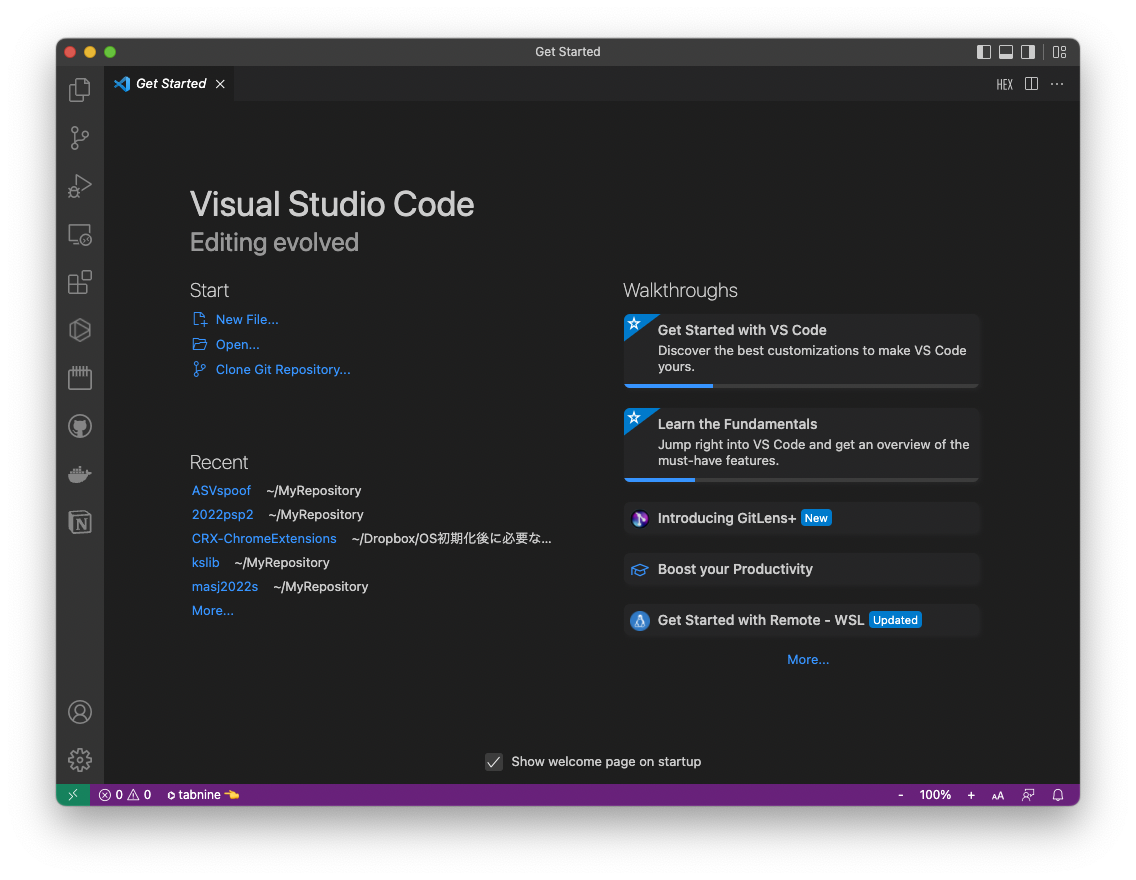 Get Started
Get Started
HEX
Visual Studio Code
Editing evolved
Start
New File...
Open...
Clone Git Repository...
Recent
ASVspoof ~/MyRepository
2022psp2 ~/MyRepository
CRX-ChromeExtensions ~/Dropbox/OS初期化後に必要な...
kslib ~/MyRepository
masj2022s ~/MyRepository
More...
Walkthroughs
Get Started with VS Code
Discover the best customizations to make VS Code
yours.
Learn the Fundamentals
Jump right into VS Code and get an overview of the
must-have features.
Introducing GitLens+ New
Boost your Productivity
Get Started with Remote - WSL Updated
More...
Show welcome page on startup
0 0 tabnine - 100% + AA